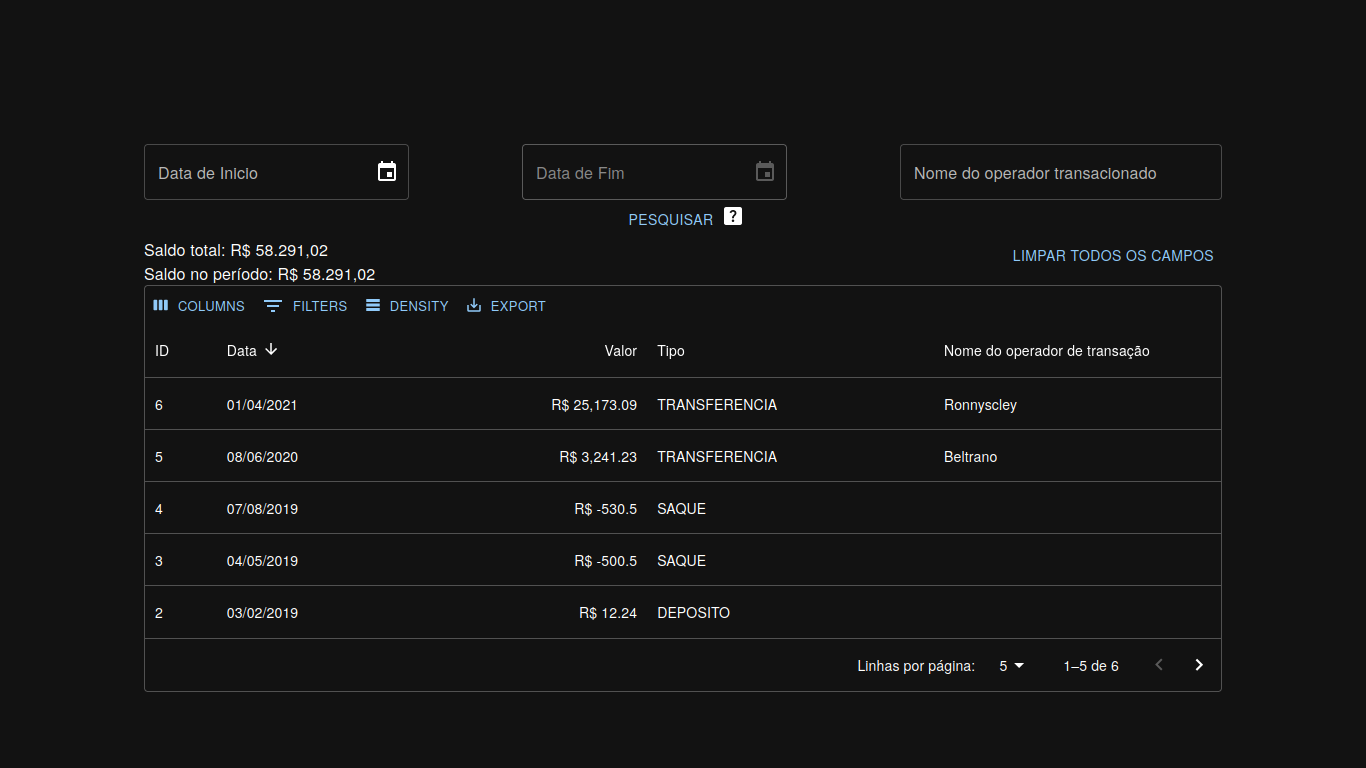 Data de Inicio Data de Fim Nome do operador transacionado
PESQUISAR ?
Saldo total: R$ 58.291,02
LIMPAR TODOS OS CAMPOS
Saldo no período: R$ 58.291,02
COLUMNS FILTERS DENSITY EXPORT
ID Data Valor Tipo Nome do operador de transação
6 01/04/2021 R$ 25,173.09 TRANSFERENCIA Ronnyscley
5 08/06/2020 R$ 3,241.23 TRANSFERENCIA Beltrano
4 07/08/2019 R$ -530.5 SAQUE
3 04/05/2019 R$ -500.5 SAQUE
2 03/02/2019 R$ 12.24 DEPOSITO
Linhas por página: 5 1–5 de 6